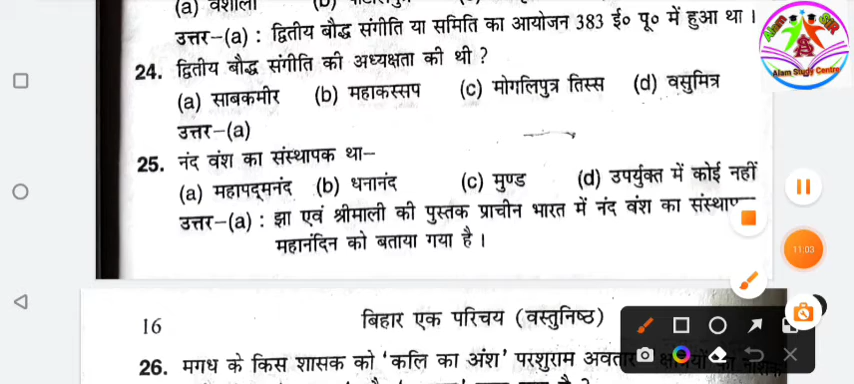 (a) वैशाली
उत्तर–(a) : द्वितीय बौद्ध संगीति या समिति का आयोजन 383 ई० पू० में हुआ था ।
24. द्वितीय बौद्ध संगीति की अध्यक्षता की थी ?
(a) साबकमीर (b) महाकस्सप (c) मोगलिपुत्र तिस्स (d) वसुमित्र
उत्तर–(a)
25. नंद वंश का संस्थापक था–
(a) महापद्मनंद (b) धनानंद (c) मुण्ड (d) उपर्युक्त में कोई नहीं
उत्तर–(a) : झा एवं श्रीमाली की पुस्तक प्राचीन भारत में नंद वंश का
महानंदिन को बताया गया है ।
16 बिहार एक परिचय (वस्तुनिष्ठ)
26. मगध के किस शासक को 'कलि का अंश' परशुराम
Alam SIR
Alam Study Centre
11:03